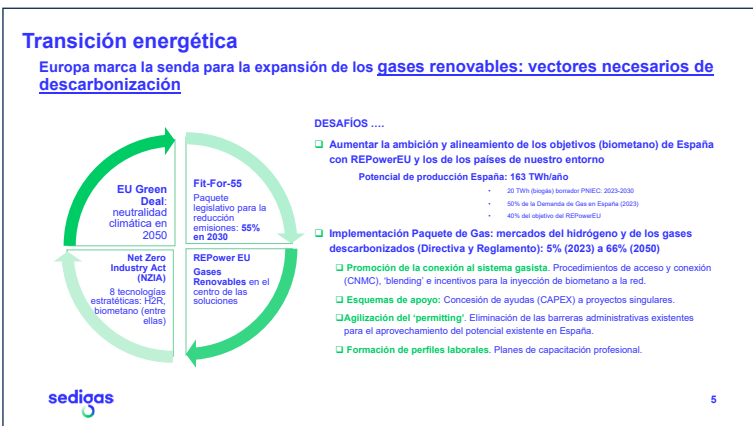 Transición energética
Europa marca la senda para la expansión de los gases renovables: vectores necesarios de
descarbonización
EU Green
Deal:
neutralidad
climática en
2050
Fit-For-55
Paquete
legislativo para la
reducción
emisiones: 55%
en 2030
Net Zero
Industry Act
(NZIA)
8 tecnologías
estratéticas: H2R,
biometano (entre
ellas)
REPower EU
Gases
Renovables en el
centro de las
soluciones
DESAFÍOS ….
❑ Aumentar la ambición y alineamiento de los objetivos (biometano) de España
con REPowerEU y los de los países de nuestro entorno
Potencial de producción España: 163 TWh/año
• 20 TWh (biogás) borrador PNIEC: 2023-2030
• 50% de la Demanda de Gas en España (2023)
• 40% del objetivo del REPowerEU
❑ Implementación Paquete de Gas: mercados del hidrógeno y de los gases
descarbonizados (Directiva y Reglamento): 5% (2023) a 66% (2050)
❑ Promoción de la conexión al sistema gasista. Procedimientos de acceso y conexión
(CNMC), 'blending' e incentivos para la inyección de biometano a la red.
❑ Esquemas de apoyo: Concesión de ayudas (CAPEX) a proyectos singulares.
❑Agilización del 'permitting'. Eliminación de las barreras administrativas existentes
para el aprovechamiento del potencial existente en España.
❑ Formación de perfiles laborales. Planes de capacitación profesional.
sedigas
5